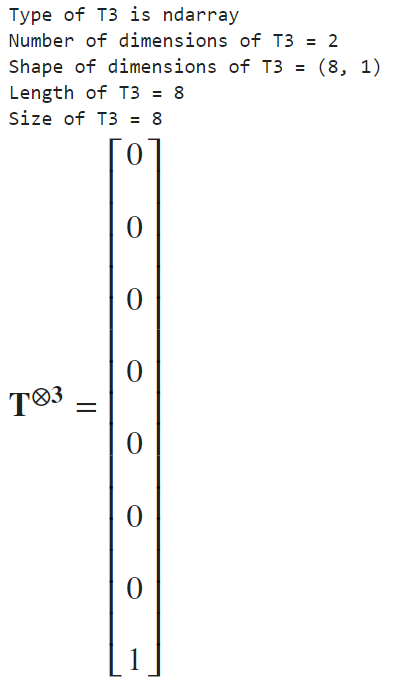 Type of T3 is ndarray
Number of dimensions of T3 = 2
Shape of dimensions of T3 = (8, 1)
Length of T3 = 8
Size of T3 = 8
0
0
0
0
T⊗3 =
0
0
0
1